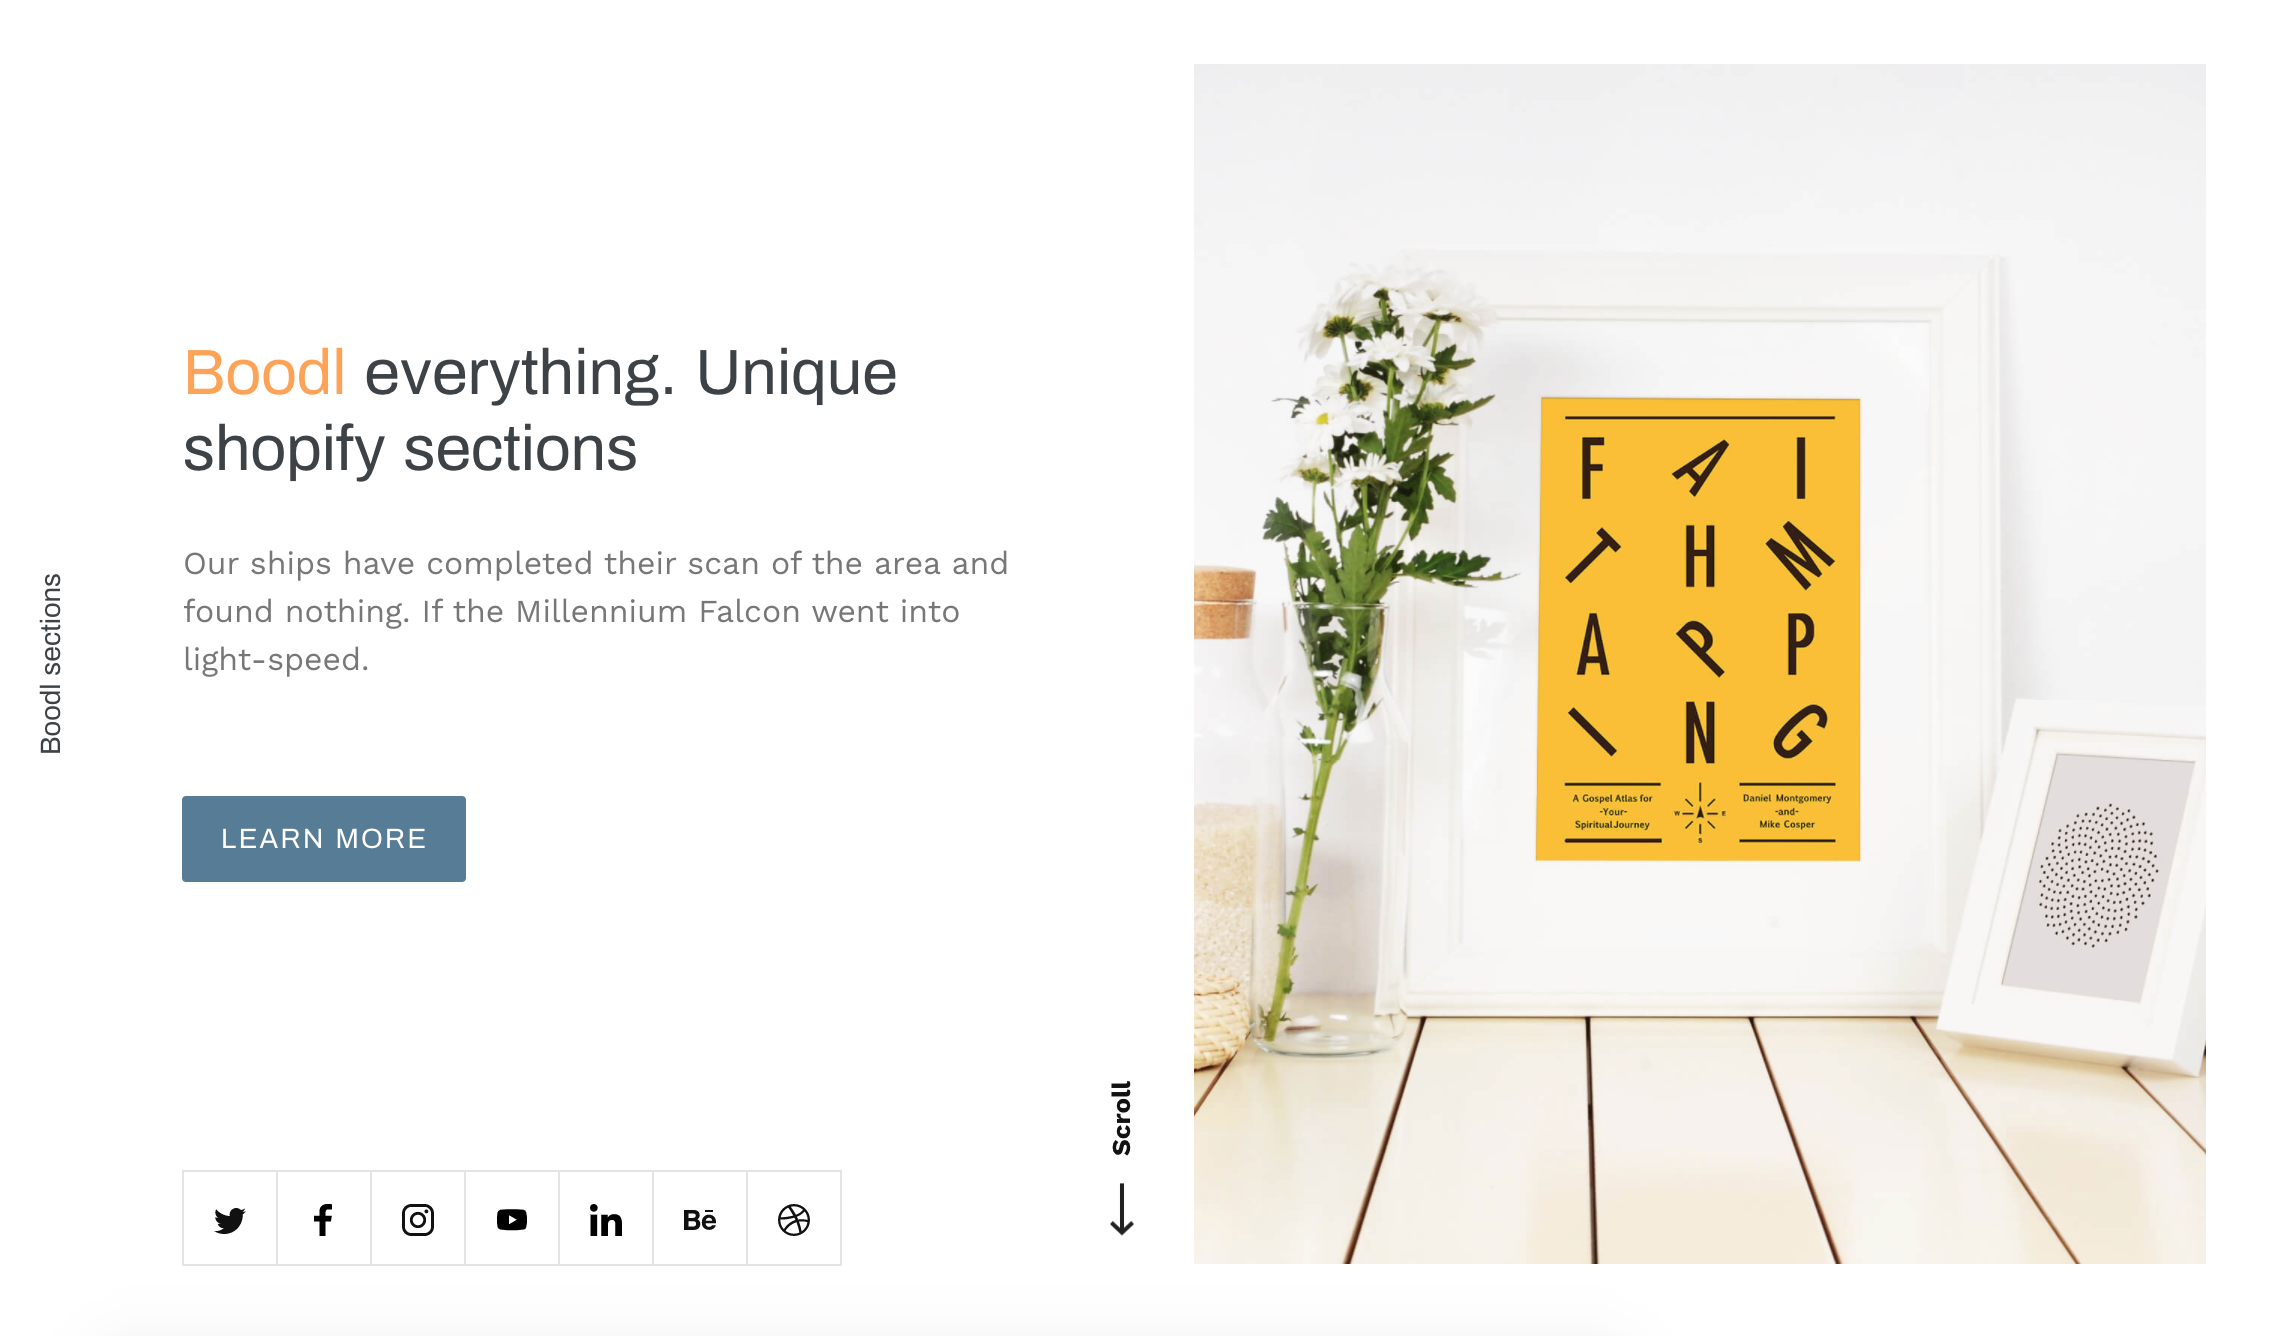 Boodl sections
Boodl everything. Unique
shopify sections
Our ships have completed their scan of the area and
found nothing. If the Millennium Falcon went into
light-speed.
LEARN MORE
Bē
Scroll
F A I
T H M
A P P
I N G
A Gospel Atlas for
-Your-
Spiritual Journey
W E
S
Daniel Montgomery
-and-
Mike Cosper